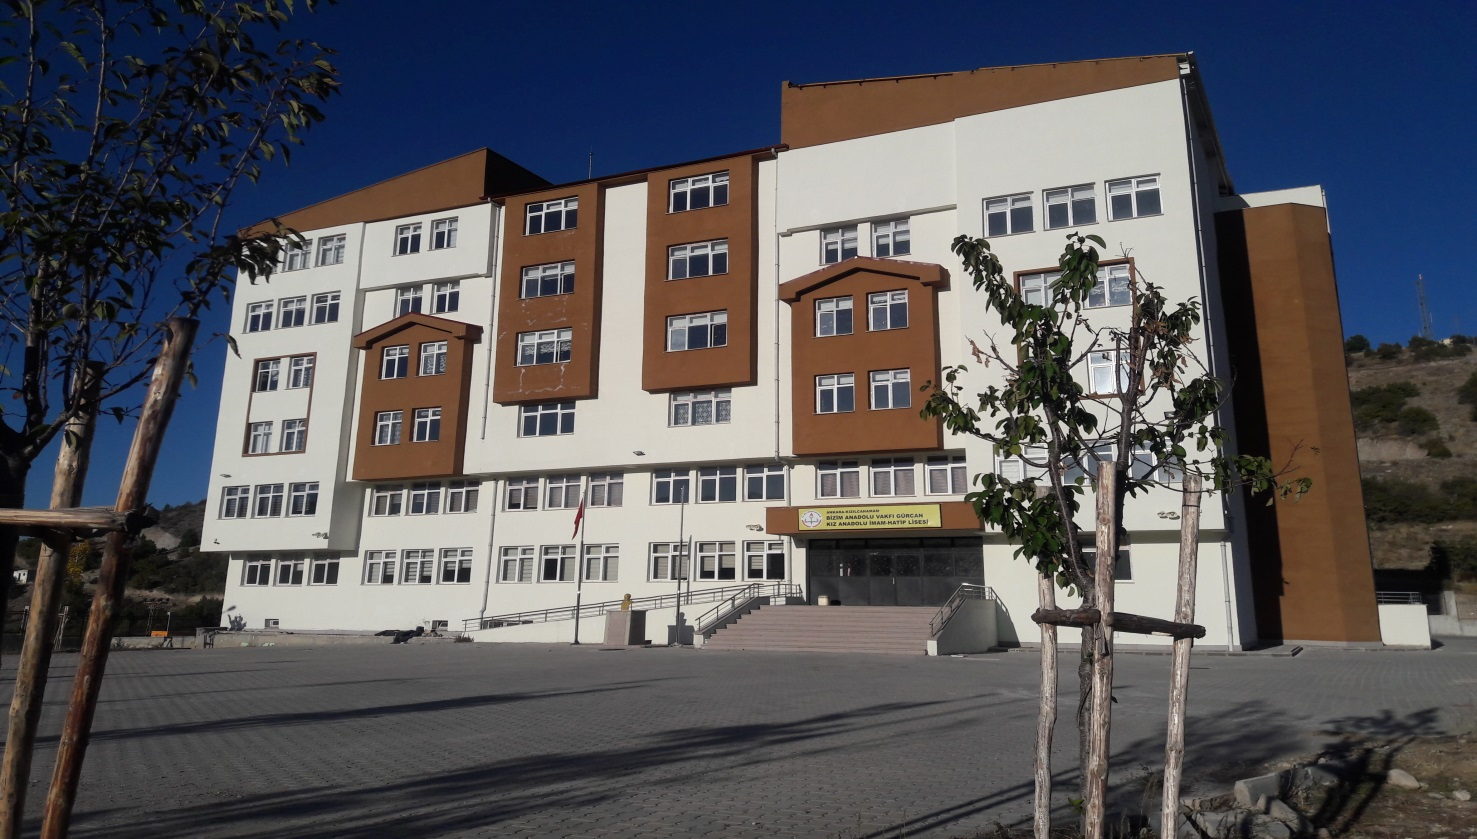 ANKARA-KIZILCAHAMAM
BİZİM ANADOLU VAKFI GÜRCAN
KIZ ANADOLU İMAM-HATİP LİSESİ